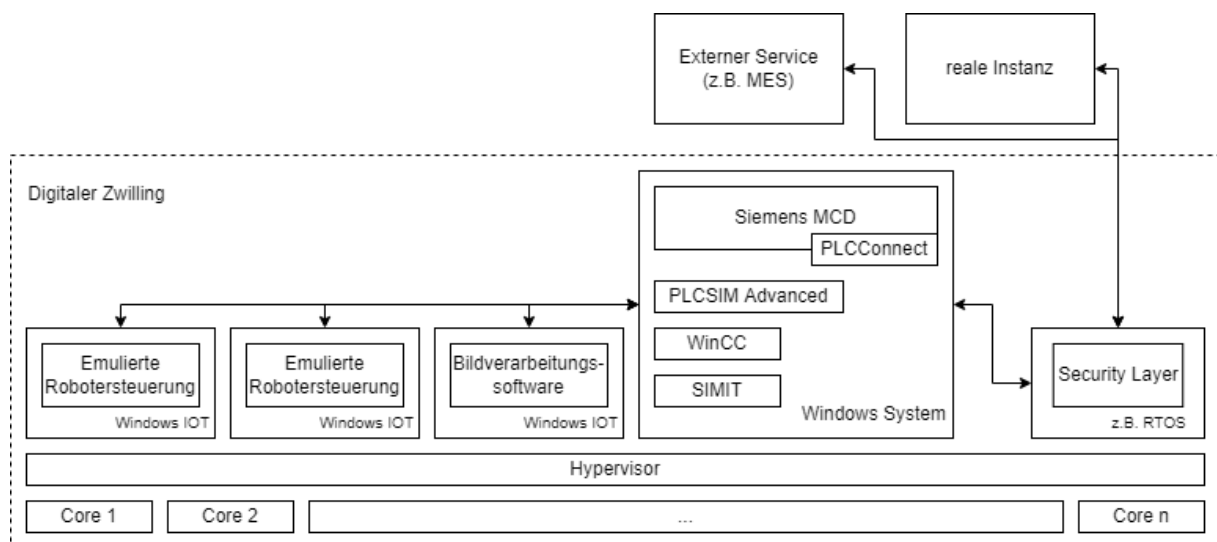 Externer Service
(z.B. MES)
reale Instanz
Digitaler Zwilling
Siemens MCD
PLCConnect
PLCSIM Advanced
WinCC
SIMIT
Windows System
Emulierte
Robotersteuerung
Windows IOT
Emulierte
Robotersteuerung
Windows IOT
Bildverarbeitungs-
software
Windows IOT
Security Layer
z.B. RTOS
Hypervisor
Core 1
Core 2
...
Core n